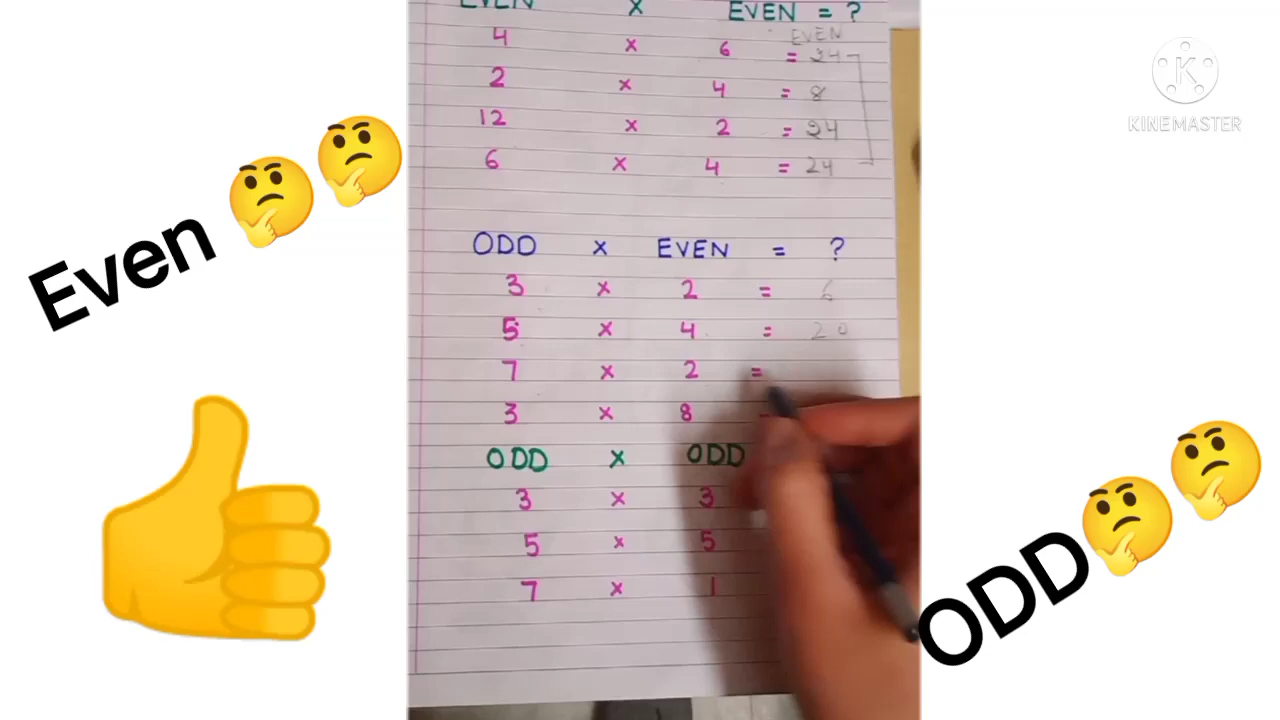 EVEN x EVEN = ?
EVEN
4 x 6 = 24
2 x 4 = 8
12 x 2 = 24
6 x 4 = 24
ODD x EVEN = ?
3 x 2 = 6
5 x 4 = 20
7 x 2 =
3 x 8
ODD x ODD
3 x 3
5 x 5
7 x 1
Even 🤔🤔
ODD🤔🤔
K
KINEMASTER